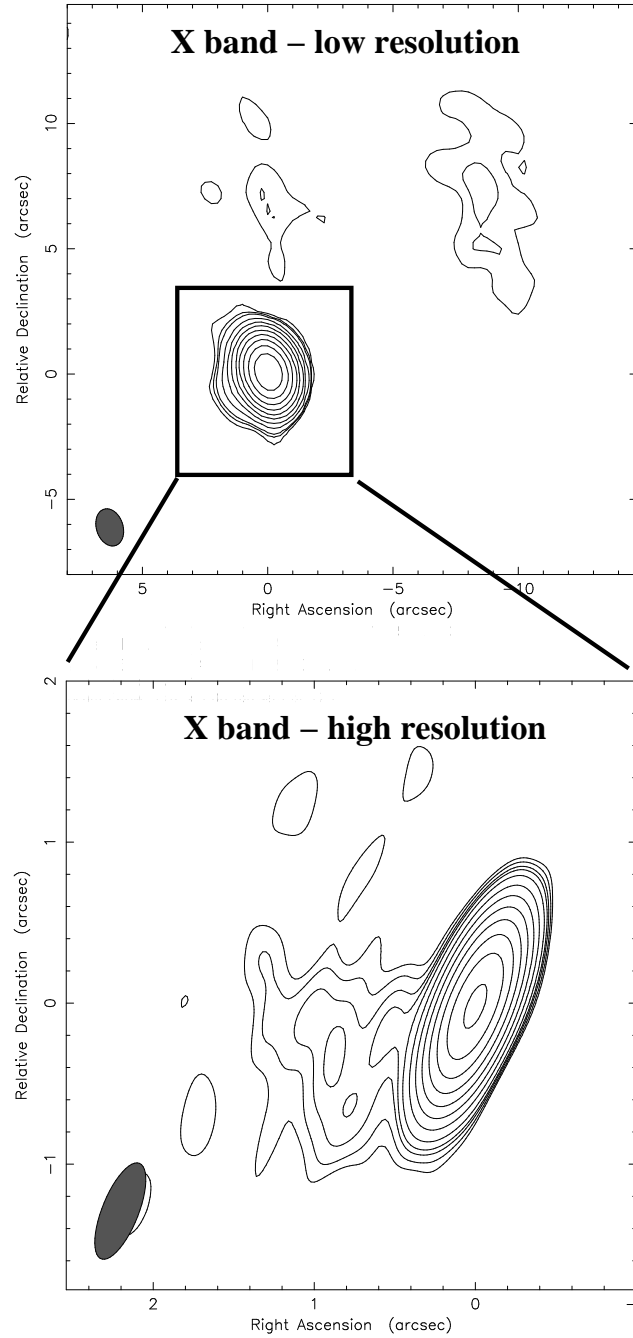 X band – low resolution
10
5
0
−5
Relative Declination (arcsec)
5 0 −5 −10
Right Ascension (arcsec)
X band – high resolution
2
1
0
−1
Relative Declination (arcsec)
2 1 0
Right Ascension (arcsec)